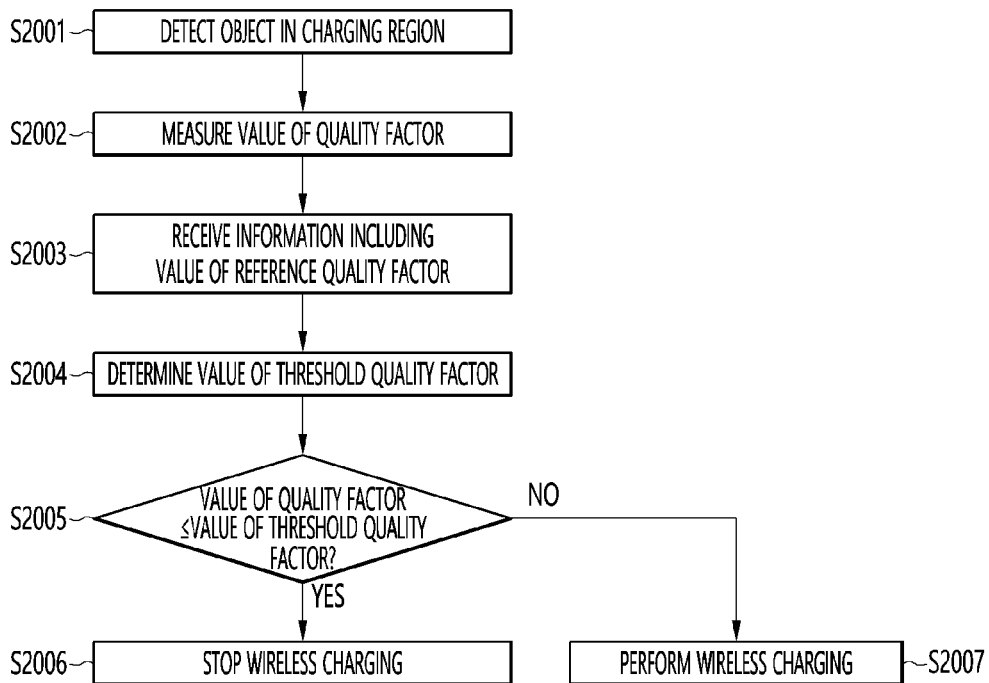 S2001
DETECT OBJECT IN CHARGING REGION
S2002
MEASURE VALUE OF QUALITY FACTOR
S2003
RECEIVE INFORMATION INCLUDING
VALUE OF REFERENCE QUALITY FACTOR
S2004
DETERMINE VALUE OF THRESHOLD QUALITY FACTOR
S2005
VALUE OF QUALITY FACTOR
≤VALUE OF THRESHOLD QUALITY
FACTOR?
NO
YES
S2006
STOP WIRELESS CHARGING
PERFORM WIRELESS CHARGING
S2007